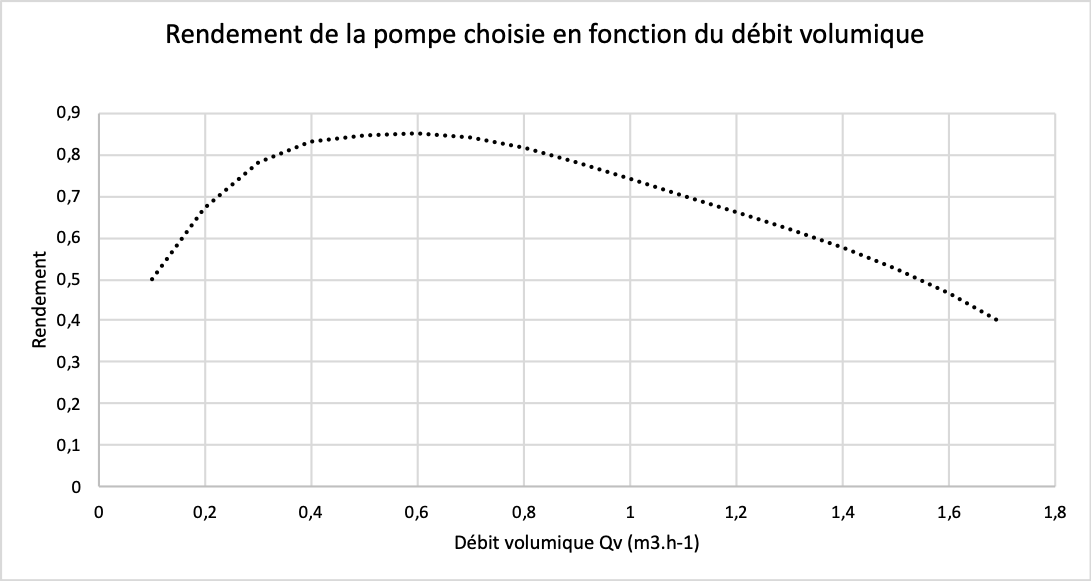 Rendement de la pompe choisie en fonction du débit volumique
0,9
0,8
0,7
0,6
0,5
0,4
0,3
0,2
0,1
0
Rendement
0 0,2 0,4 0,6 0,8 1 1,2 1,4 1,6 1,8
Débit volumique Qv (m3.h-1)